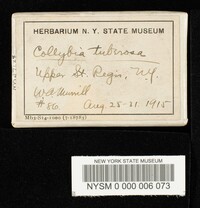 HERBARIUM N. Y. STATE MUSEUM
Collybia tuberosa
Upper St. Regis, N.Y.
W.A. Murrill
#86. Aug. 25-31, 1915
NEW YORK STATE MUSEUM
NYSM 0 000 006 073